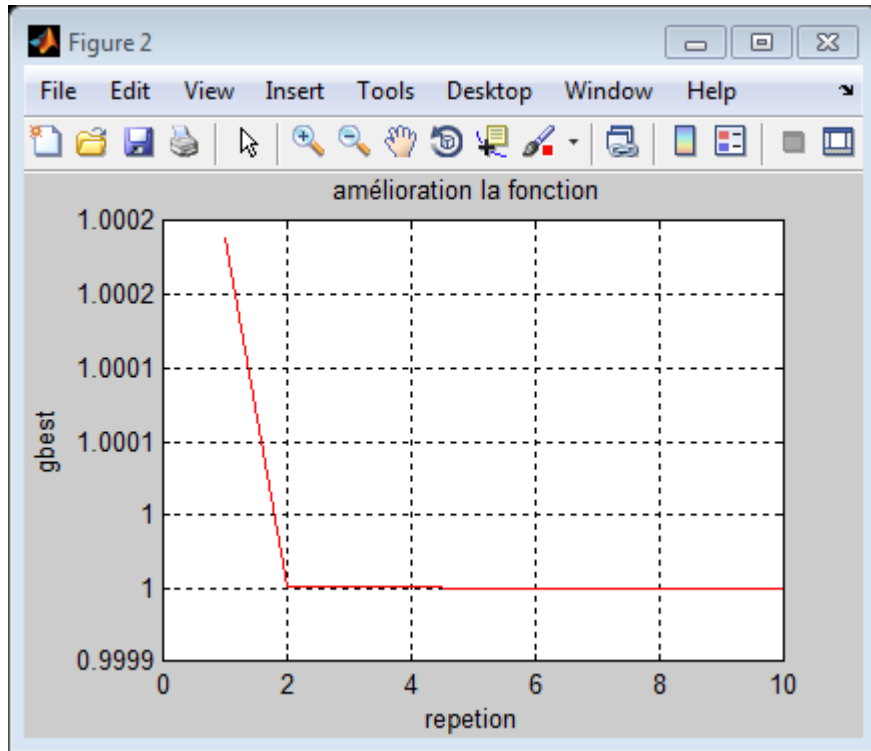 Figure 2
File Edit View Insert Tools Desktop Window Help
amélioration la fonction
1.0002
1.0002
1.0001
1.0001
1
1
0.9999
gbest
0 2 4 6 8 10
repetion